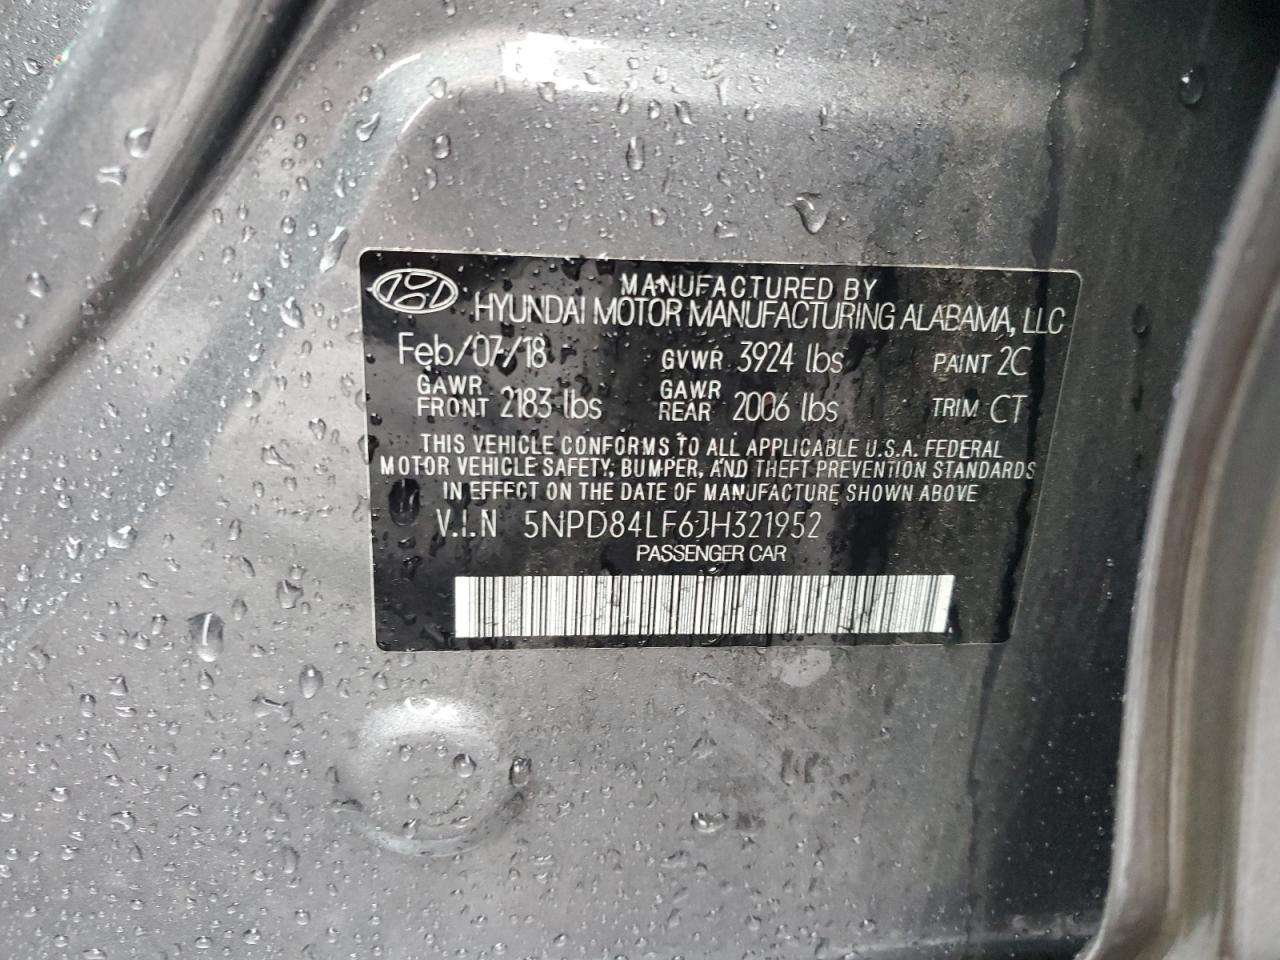 MANUFACTURED BY
HYUNDAI MOTOR MANUFACTURING ALABAMA, LLC
Feb/07/18 GVWR 3924 lbs PAINT 2C
GAWR FRONT 2183 lbs GAWR REAR 2006 lbs TRIM CT
THIS VEHICLE CONFORMS TO ALL APPLICABLE U.S.A. FEDERAL
MOTOR VEHICLE SAFETY, BUMPER, AND THEFT PREVENTION STANDARDS
IN EFFECT ON THE DATE OF MANUFACTURE SHOWN ABOVE
V.I.N 5NPD84LF6JH321952
PASSENGER CAR